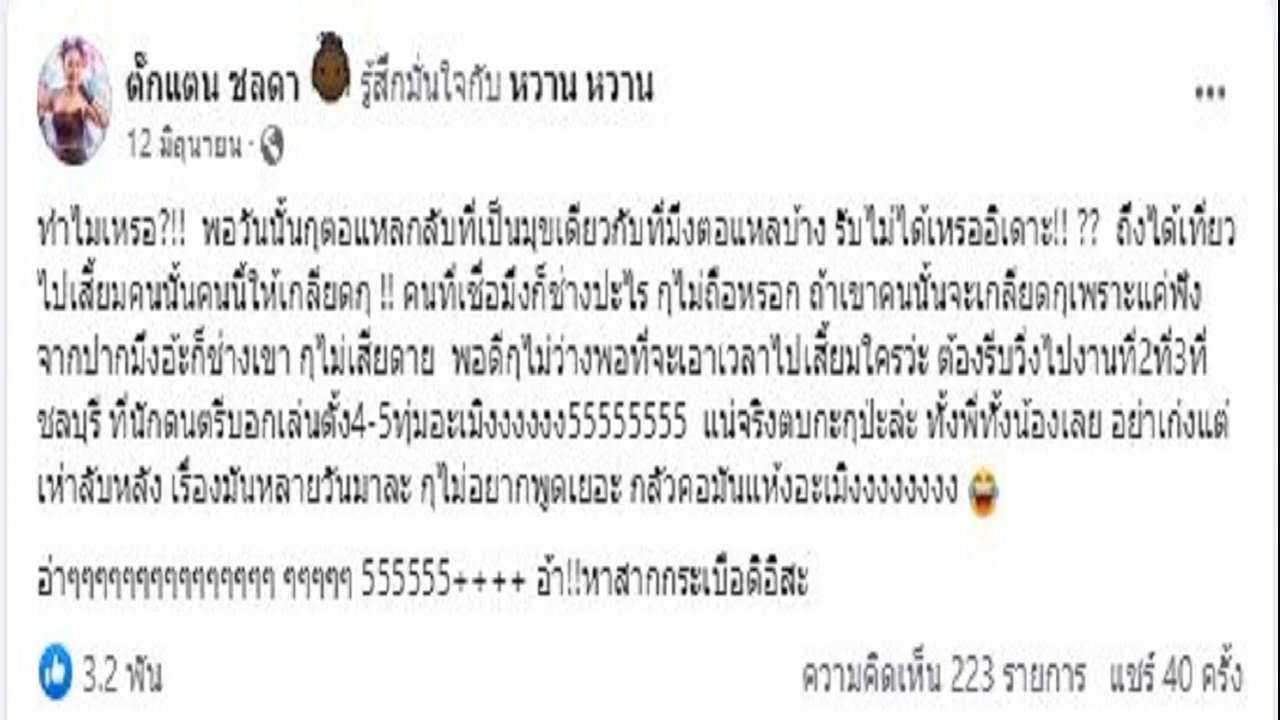 ตั๊กแตน ชลดา รู้สึกมั่นใจกับ หวาน หวาน
12 มิถุนายน ·
ทำไมเหรอ?!! พอวันนั้นกุตอแหลกลับที่เป็นมุขเดียวกับที่มึงตอแหลบ้าง รับไม่ได้เหรออิเดาะ!! ?? ถึงได้เที่ยว
ไปเสี้ยมคนนั้นคนนี้ให้เกลียดกุ !! คนที่เชื่อมึงก็ช่างปะไร กุไม่ถือหรอก ถ้าเขาคนนั้นจะเกลียดกุเพราะแค่ฟัง
จากปากมึงอ้ะก็ช่างเขา กุไม่เสียดาย พอดีกุไม่ว่างพอที่จะเอาเวลาไปเสี้ยมใครว่ะ ต้องรีบวิ่งไปงานที่2ที่3ที่
ชลบุรี ที่นักดนตรีบอกเล่นตั้ง4-5ทุ่มอะเมิงงงงงง555555555 แน่จริงตบกะกุป่ะล่ะ ทั้งพี่ทั้งน้องเลย อย่าเก่งแต่
เห่าลับหลัง เรื่องมันหลายวันมาละ กุไม่อยากพูดเยอะ กลัวคอมันแห้งอะเมิงงงงงงงง 😂
อ่าๆๆๆๆๆๆๆๆๆๆๆๆๆๆๆ ๆๆๆๆๆ 555555++++ อ้า!!หาสากกระเบือดิอิสะ
3.2 พัน
ความคิดเห็น 223 รายการ แชร์ 40 ครั้ง